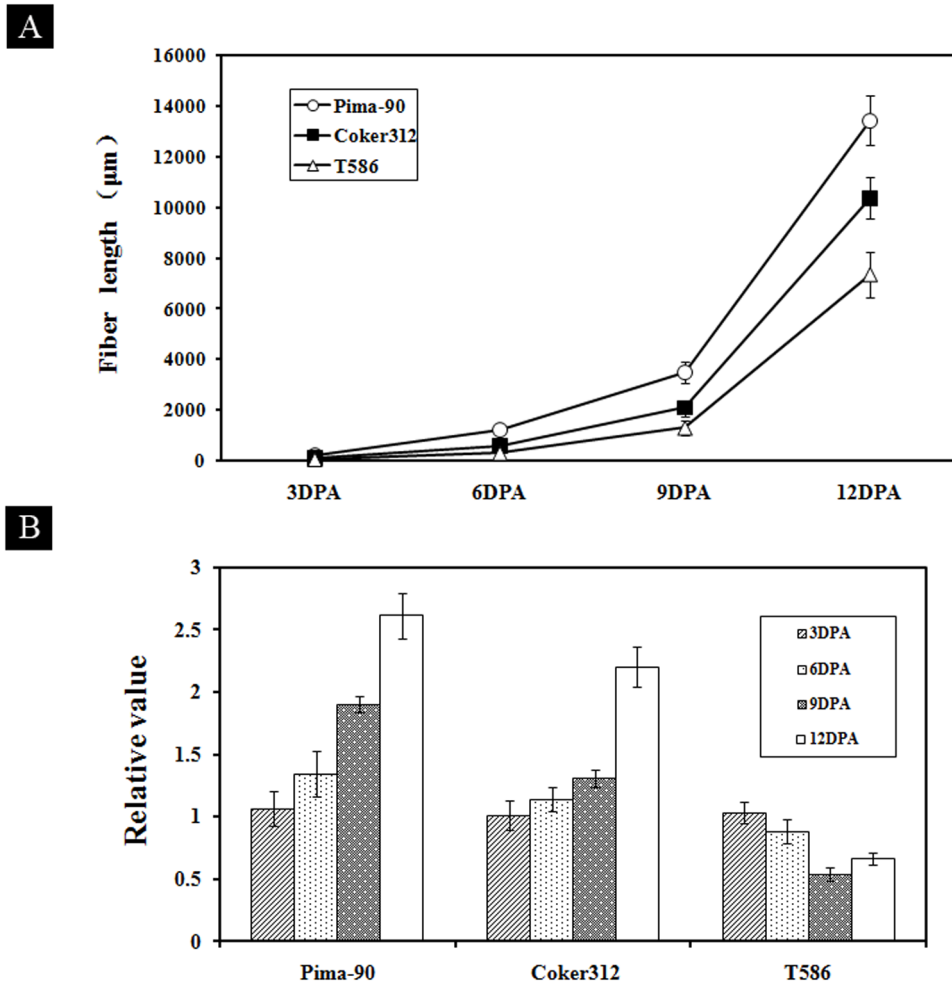 A
Fiber length (μm)
16000
14000
12000
10000
8000
6000
4000
2000
0
Pima-90
Coker312
T586
3DPA
6DPA
9DPA
12DPA
B
Relative value
3
2.5
2
1.5
1
0.5
0
3DPA
6DPA
9DPA
12DPA
Pima-90
Coker312
T586